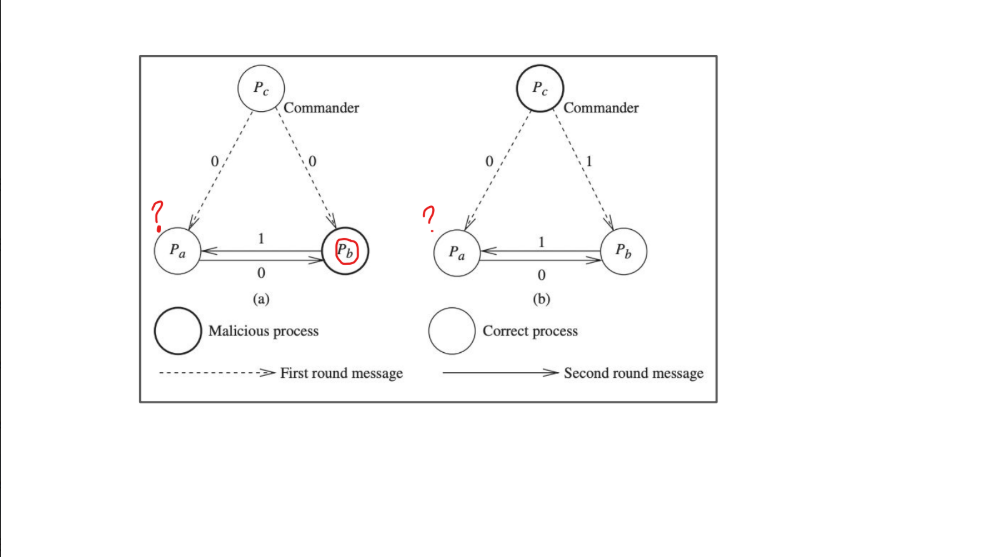 Pc
Commander
0
0
?
Pa
1
0
Pb
(a)
Pc
Commander
0
1
?
Pa
1
0
Pb
(b)
Malicious process
Correct process
First round message
Second round message